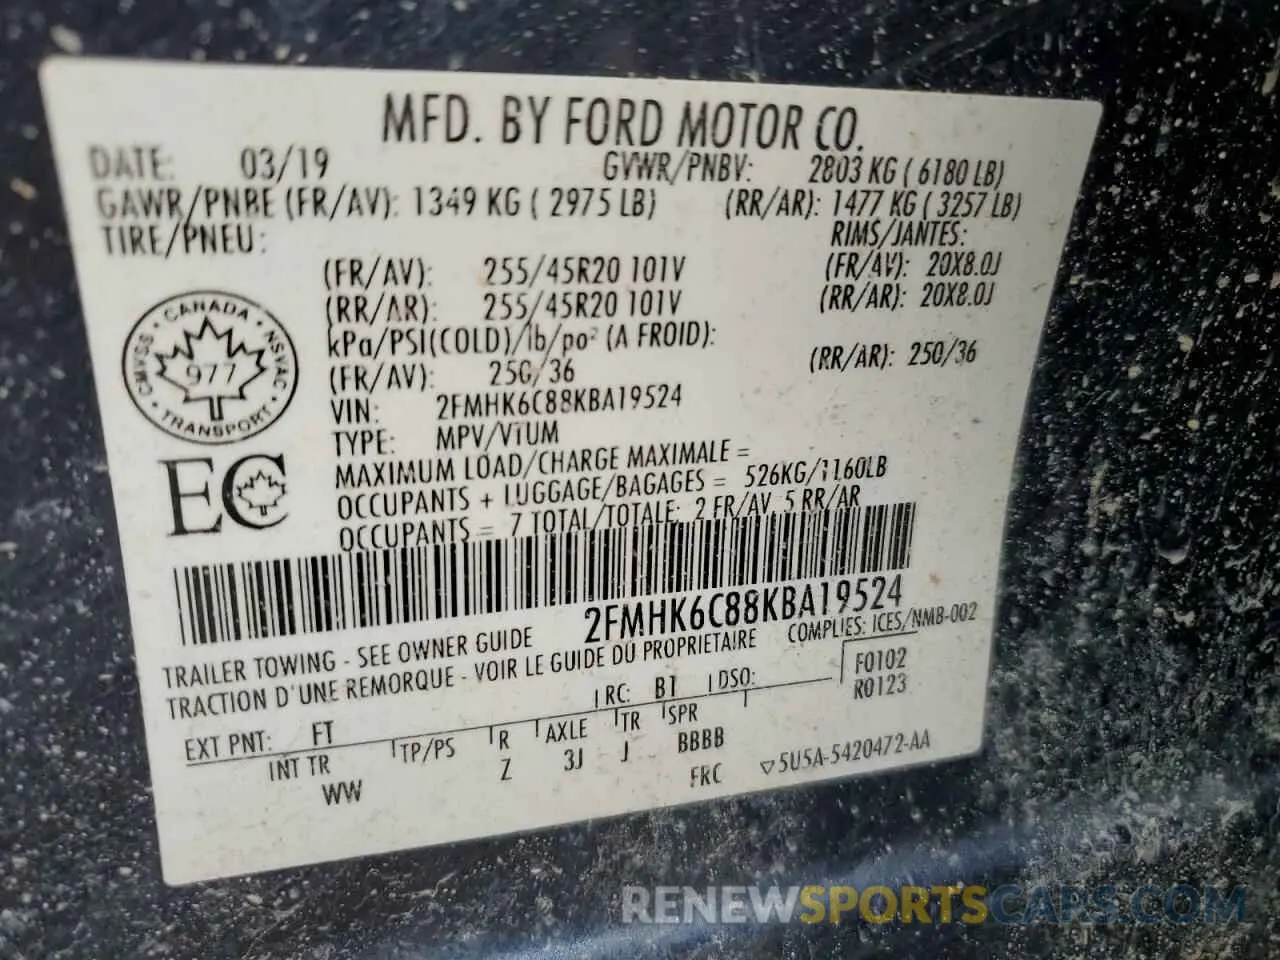 MFD. BY FORD MOTOR CO.
DATE: 03/19 GVWR/PNBV: 2803 KG ( 6180 LB)
GAWR/PNBE (FR/AV): 1349 KG ( 2975 LB) (RR/AR): 1477 KG ( 3257 LB)
TIRE/PNEU: RIMS/JANTES:
(FR/AV): 255/45R20 101V (FR/AV): 20X8.0J
(RR/AR): 255/45R20 101V (RR/AR): 20X8.0J
kPa/PSI(COLD)/lb/po² (A FROID):
(FR/AV): 250/36 (RR/AR): 250/36
VIN: 2FMHK6C88KBA19524
TYPE: MPV/VTUM
MAXIMUM LOAD/CHARGE MAXIMALE =
OCCUPANTS + LUGGAGE/BAGAGES = 526KG/1160LB
OCCUPANTS = 7 TOTAL/TOTALE: 2 FR/AV 5 RR/AR
CANADA · NSVAC · TRANSPORT · CMVSS ·
977
EC
2FMHK6C88KBA19524
TRAILER TOWING - SEE OWNER GUIDE COMPLIES: ICES/NMB-002
TRACTION D'UNE REMORQUE - VOIR LE GUIDE DU PROPRIETAIRE
RC: B1 DSO: F0102
R0123
EXT PNT: FT
INT TR TP/PS R AXLE TR SPR
WW Z 3J J BBBB
FRC ▽5U5A-5420472-AA
RENEWSPORTSCARS.COM